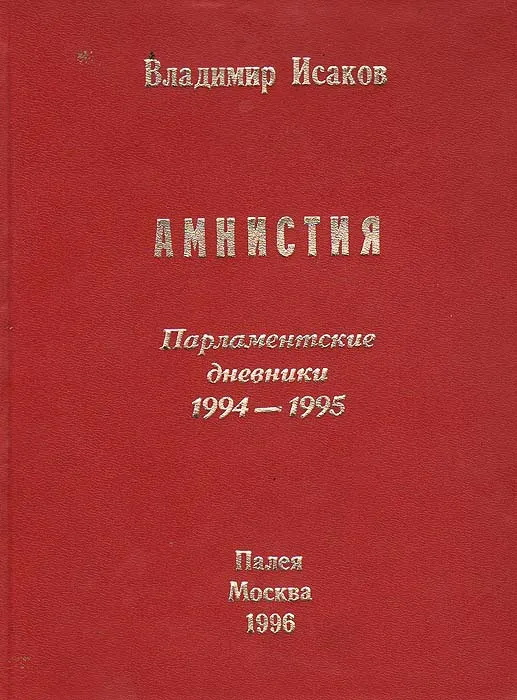 Владимир Исаков
АМНИСТИЯ
Парламентские
дневники
1994 — 1995
Палея
Москва
1996